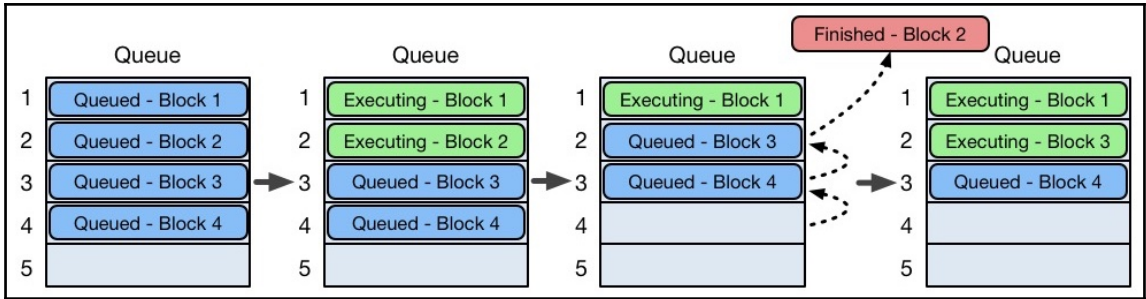 Queue
1
Queued - Block 1
2
Queued - Block 2
3
Queued - Block 3
4
Queued - Block 4
5
Queue
1
Executing - Block 1
2
Executing - Block 2
3
Queued - Block 3
4
Queued - Block 4
5
Finished - Block 2
Queue
1
Executing - Block 1
2
Queued - Block 3
3
Queued - Block 4
4
5
Queue
1
Executing - Block 1
2
Executing - Block 3
3
Queued - Block 4
4
5